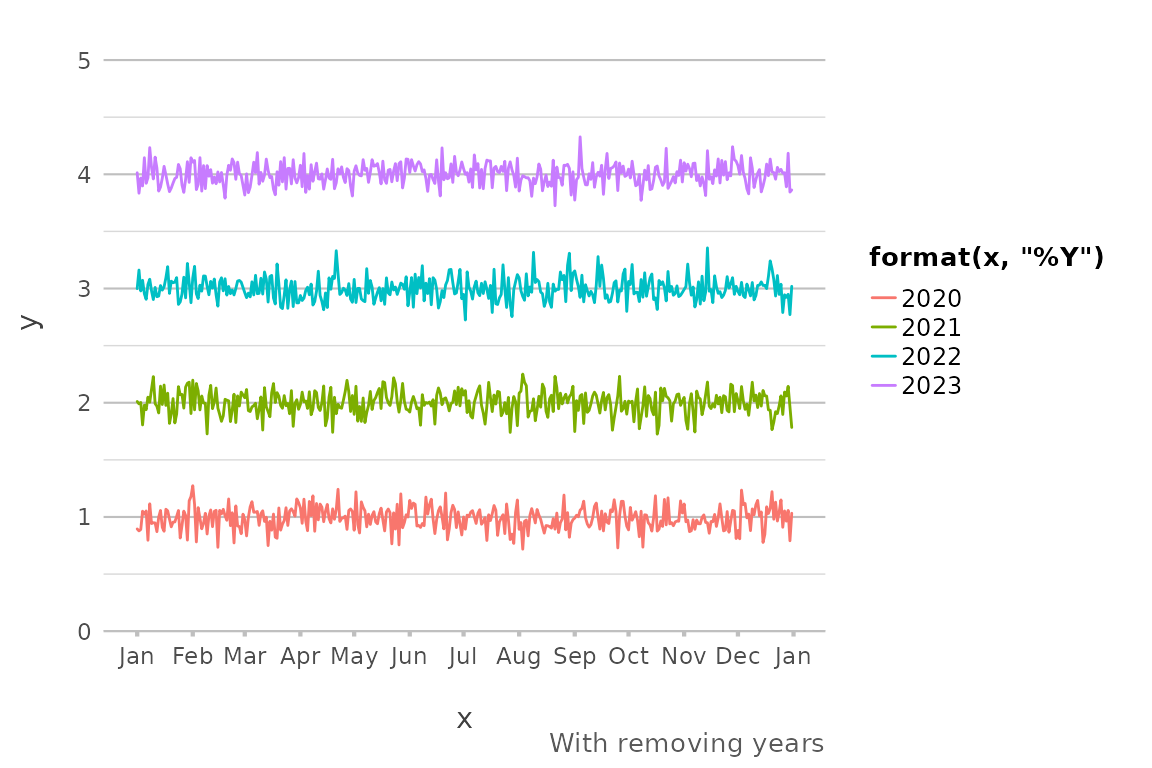 5
4
3
2
1
0
y
Jan Feb Mar Apr May Jun Jul Aug Sep Oct Nov Dec Jan
x
With removing years
format(x, "%Y")
2020
2021
2022
2023